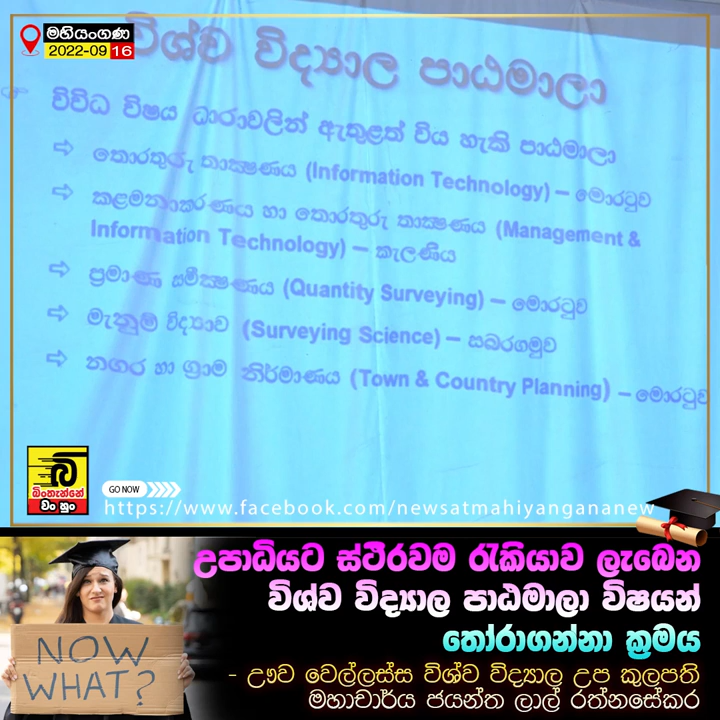 මහියංගණ
2022-09 16
විශ්ව විද්‍යාල පාඨමාලා
විවිධ විෂය ධාරාවලින් ඇතුළත් විය හැකි පාඨමාලා
⇨ තොරතුරු තාක්‍ෂණය (Information Technology) – මොරටුව
⇨ කළමනාකරණය හා තොරතුරු තාක්‍ෂණය (Management &
Information Technology) – කැලණිය
⇨ ප්‍රමාණ සමීක්‍ෂණය (Quantity Surveying) – මොරටුව
⇨ මැනුම් විද්‍යාව (Surveying Science) – සබරගමුව
⇨ නගර හා ග්‍රාම නිර්මාණය (Town & Country Planning) – මොරටුව
බි
බිංතැන්නේ
වං හුං
GO NOW
https://www.facebook.com/newsatmahiyangananew
උපාධියට ස්ථිරවම රැකියාව ලැබෙන
විශ්ව විද්‍යාල පාඨමාලා විෂයන්
තෝරාගන්නා ක්‍රමය
- ඌව වෙල්ලස්ස විශ්ව විද්‍යාල උප කුලපති
මහාචාර්ය ජයන්ත ලාල් රත්නසේකර
NOW
WHAT?